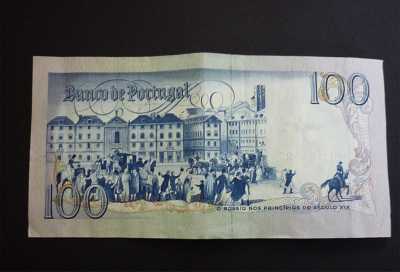 Banco de Portugal
100
100
O ROSSIO NOS PRINCÍPIOS DO SÉCULO XIX